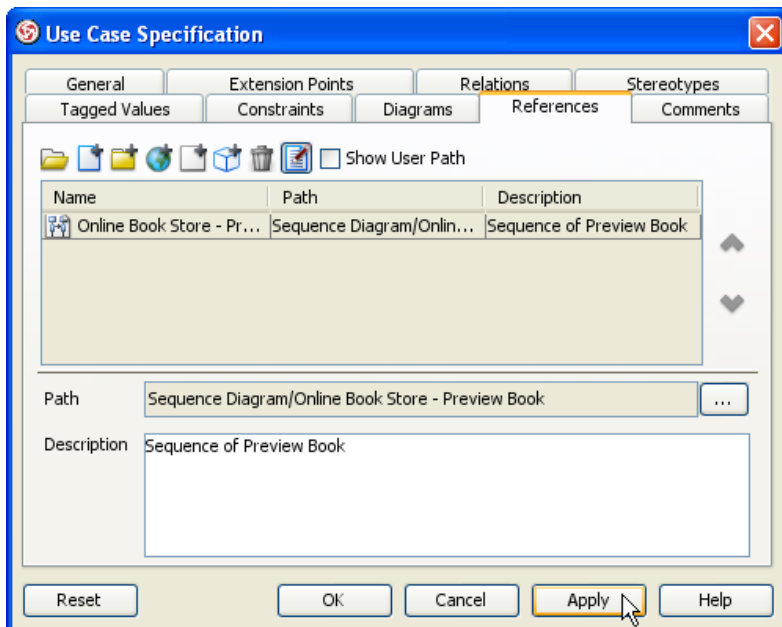 Use Case Specification
General Extension Points Relations Stereotypes
Tagged Values Constraints Diagrams References Comments
Show User Path
Name Path Description
Online Book Store - Pr... Sequence Diagram/Onlin... Sequence of Preview Book
Path Sequence Diagram/Online Book Store - Preview Book ...
Description Sequence of Preview Book
Reset OK Cancel Apply Help